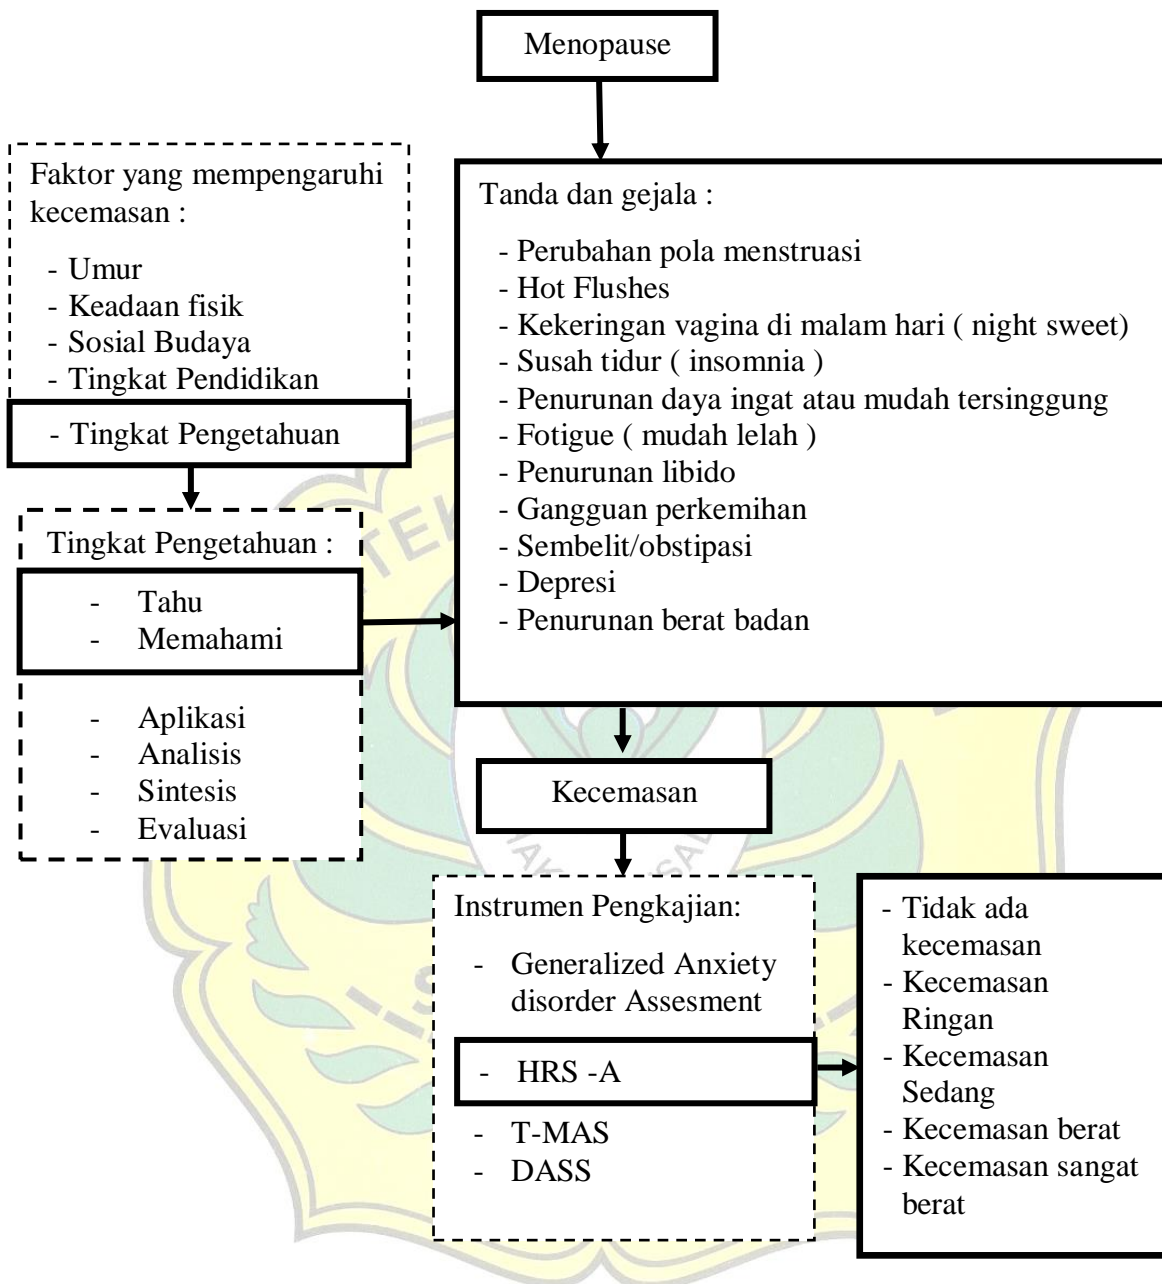 Menopause
Faktor yang mempengaruhi
kecemasan :
- Umur
- Keadaan fisik
- Sosial Budaya
- Tingkat Pendidikan
- Tingkat Pengetahuan
Tingkat Pengetahuan :
- Tahu
- Memahami
- Aplikasi
- Analisis
- Sintesis
- Evaluasi
Tanda dan gejala :
- Perubahan pola menstruasi
- Hot Flushes
- Kekeringan vagina di malam hari ( night sweet)
- Susah tidur ( insomnia )
- Penurunan daya ingat atau mudah tersinggung
- Fotigue ( mudah lelah )
- Penurunan libido
- Gangguan perkemihan
- Sembelit/obstipasi
- Depresi
- Penurunan berat badan
Kecemasan
Instrumen Pengkajian:
- Generalized Anxiety
disorder Assesment
- HRS -A
- T-MAS
- DASS
- Tidak ada
kecemasan
- Kecemasan
Ringan
- Kecemasan
Sedang
- Kecemasan berat
- Kecemasan sangat
berat